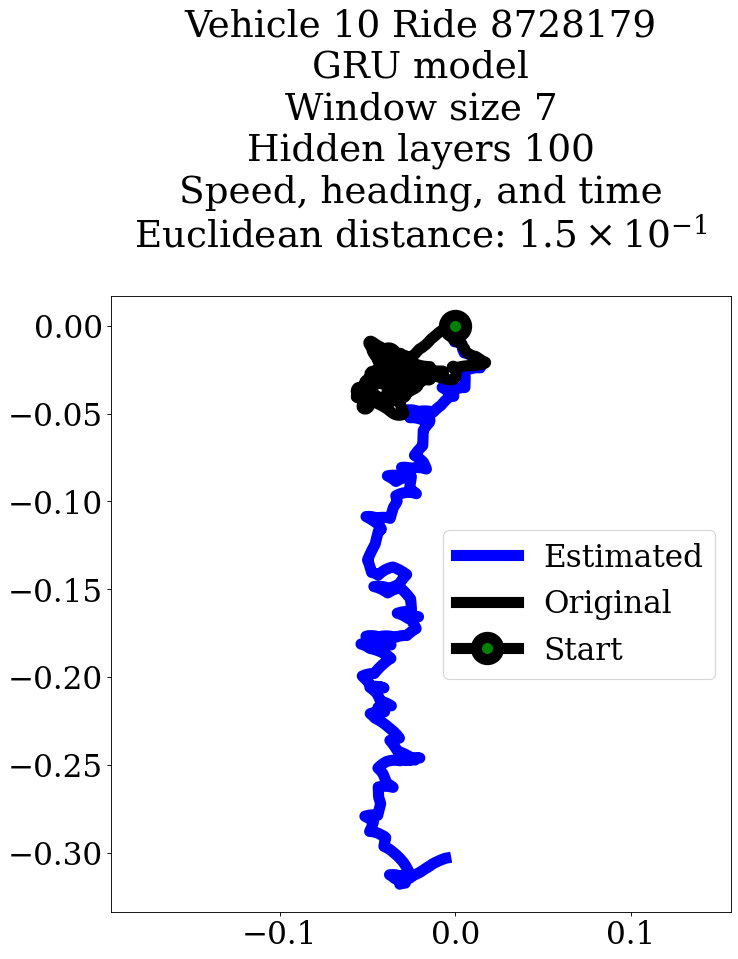 Vehicle 10 Ride 8728179
GRU model
Window size 7
Hidden layers 100
Speed, heading, and time
Euclidean distance: 1.5 × 10⁻¹
0.00
−0.05
−0.10
−0.15
−0.20
−0.25
−0.30
Estimated
Original
Start
−0.1 0.0 0.1